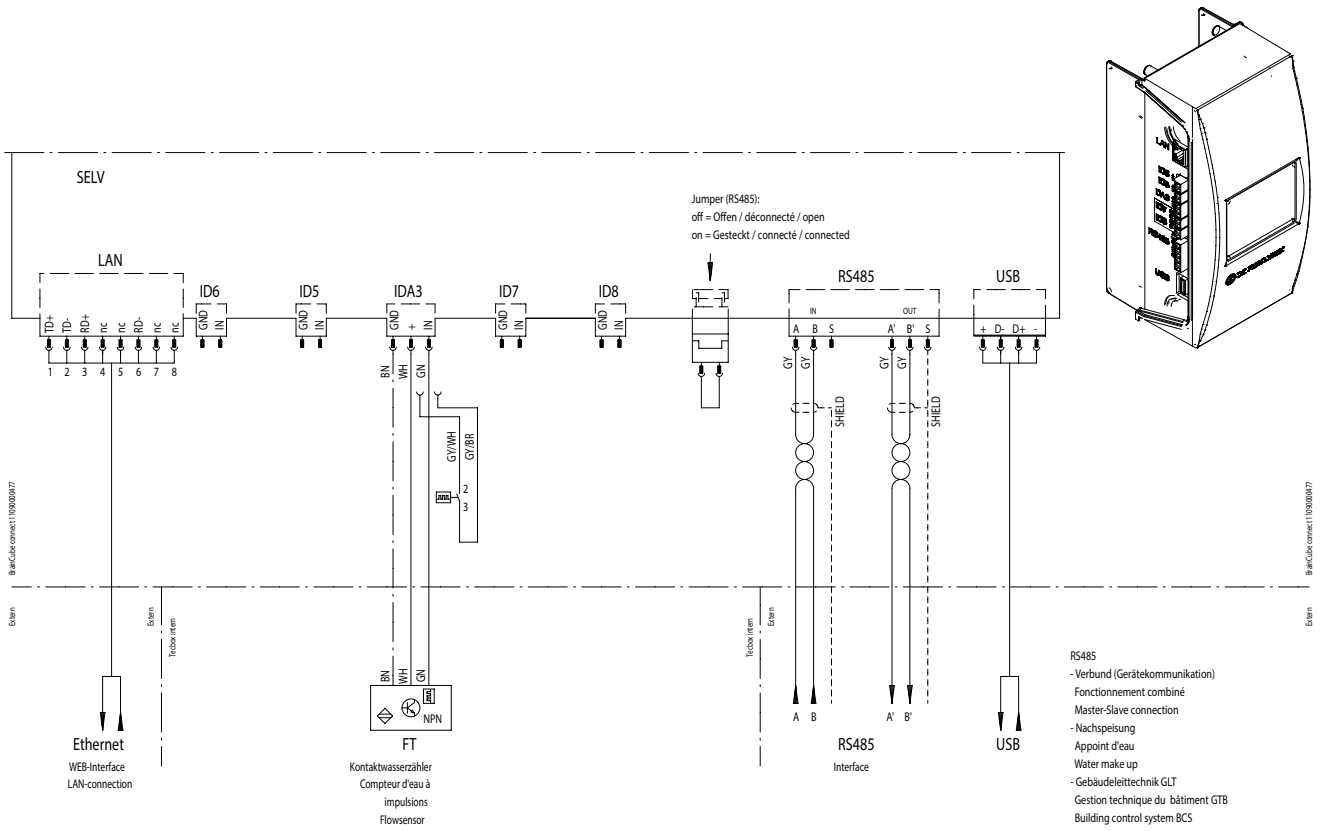 SELV
Jumper (RS485):
off = Offen / déconnecté / open
on = Gesteckt / connecté / connected
LAN
ID6
ID5
IDA3
ID7
ID8
RS485
USB
TD+ TD- RD+ nc nc RD- nc nc
GND IN
GND IN
GND + IN
GND IN
GND IN
IN OUT
A B S A' B' S
+ D- D+ -
1 2 3 4 5 6 7 8
BN WH GN
GY/WH GY/BR
2
3
GY GY SHIELD
GY GY SHIELD
BrainCube connect 11090000477
BrainCube connect 11090000477
Extern
Extern
Tecbox intern
Tecbox intern
Extern
Extern
BN WH GN
NPN
A B A' B'
Ethernet
WEB-Interface
LAN-connection
FT
Kontaktwasserzähler
Compteur d'eau à
impulsions
Flowsensor
RS485
Interface
USB
RS485
- Verbund (Gerätekommunikation)
Fonctionnement combiné
Master-Slave connection
- Nachspeisung
Appoint d'eau
Water make up
- Gebäudeleittechnik GLT
Gestion technique du bâtiment GTB
Building control system BCS
LAN
RS485
USB